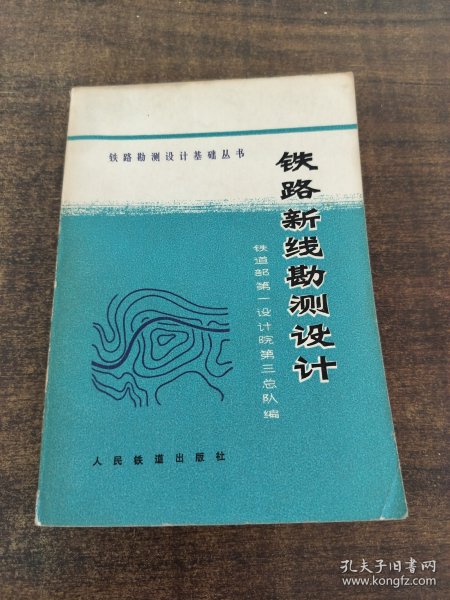 铁路勘测设计基础丛书
铁路新线勘测设计
铁道部第一设计院第三总队编
人民铁道出版社
孔夫子旧书网
www.kongfz.com